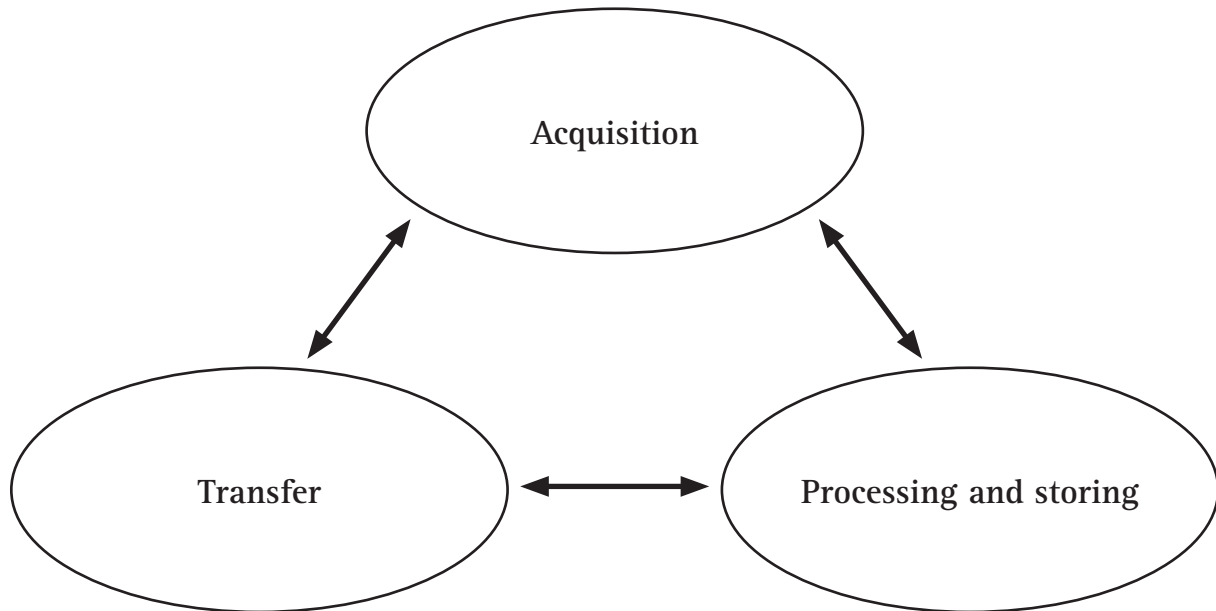 Acquisition
Transfer
Processing and storing